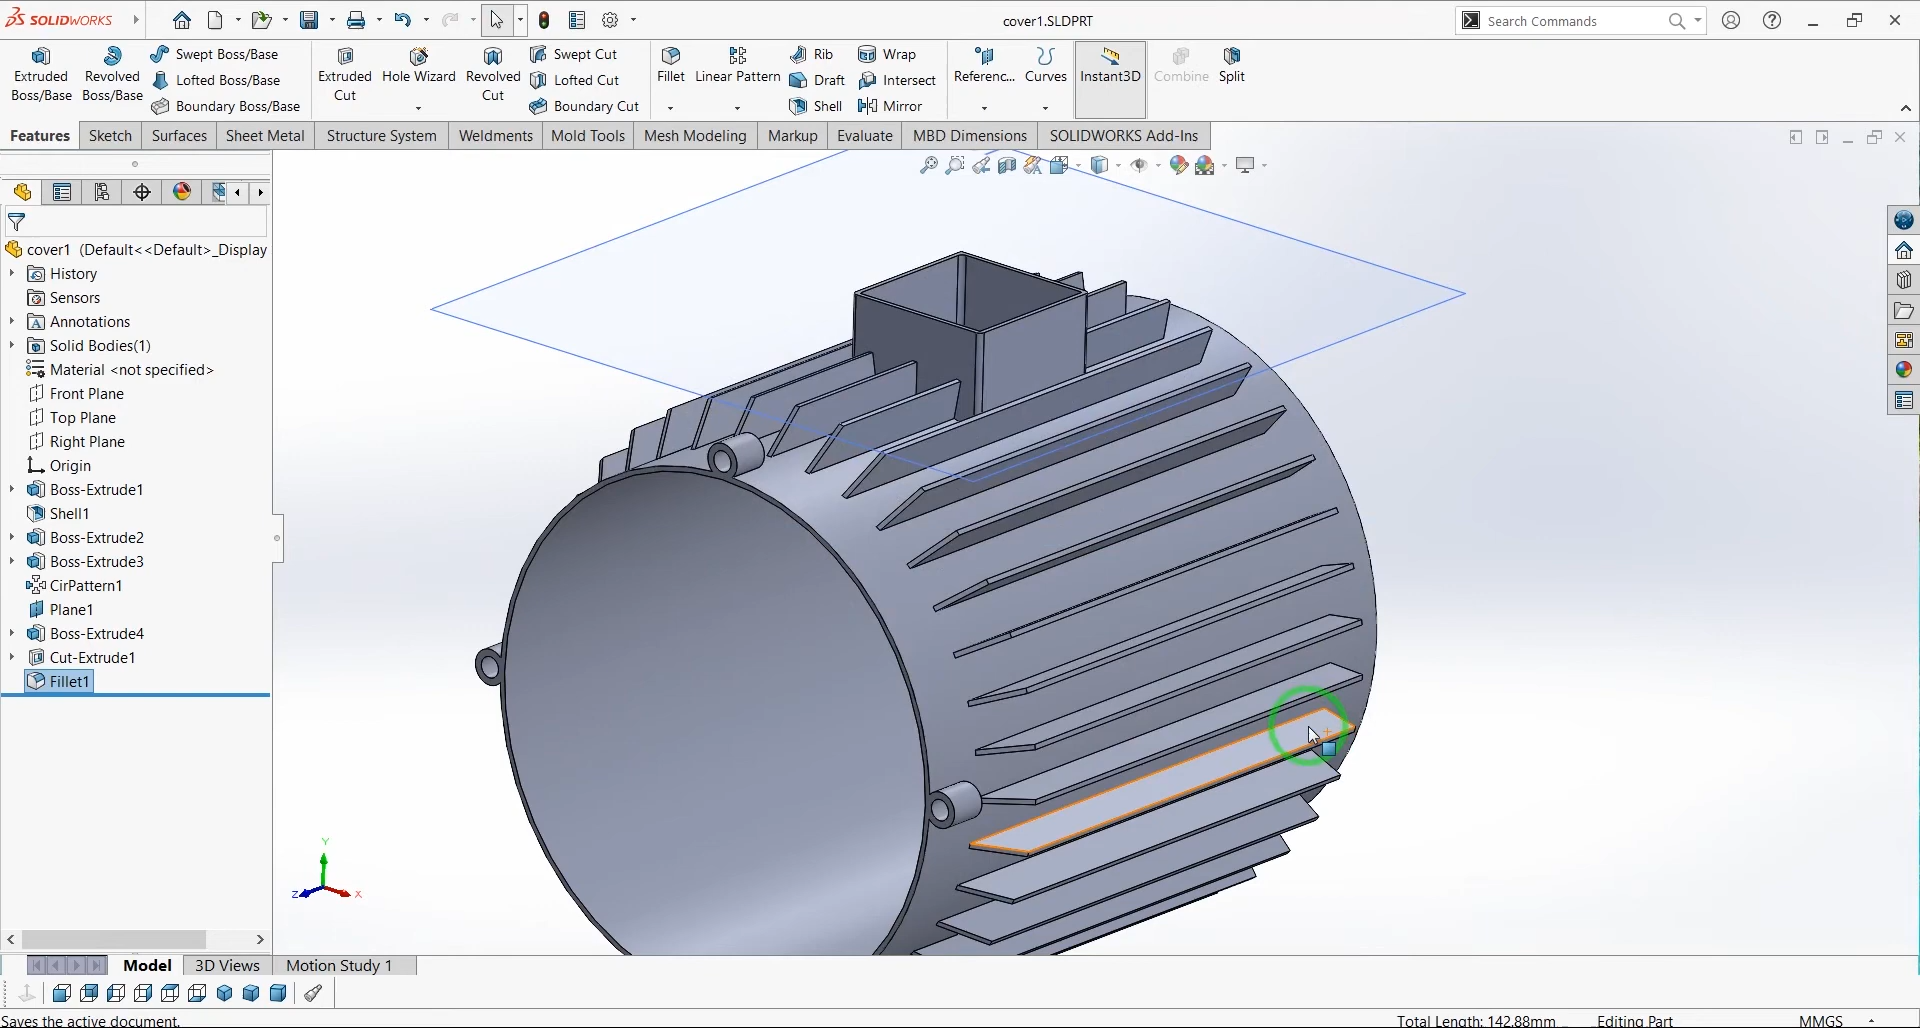 SOLIDWORKS
cover1.SLDPRT
Search Commands
Extruded Boss/Base
Revolved Boss/Base
Swept Boss/Base
Lofted Boss/Base
Boundary Boss/Base
Extruded Cut
Hole Wizard
Revolved Cut
Swept Cut
Lofted Cut
Boundary Cut
Fillet
Linear Pattern
Rib
Draft
Shell
Wrap
Intersect
Mirror
Referenc...
Curves
Instant3D
Combine
Split
Features
Sketch
Surfaces
Sheet Metal
Structure System
Weldments
Mold Tools
Mesh Modeling
Markup
Evaluate
MBD Dimensions
SOLIDWORKS Add-Ins
cover1 (Default<<Default>_Display
History
Sensors
Annotations
Solid Bodies(1)
Material <not specified>
Front Plane
Top Plane
Right Plane
Origin
Boss-Extrude1
Shell1
Boss-Extrude2
Boss-Extrude3
CirPattern1
Plane1
Boss-Extrude4
Cut-Extrude1
Fillet1
Y
Z
X
Model
3D Views
Motion Study 1
Saves the active document.
Total Length: 142.88mm
Editing Part
MMGS